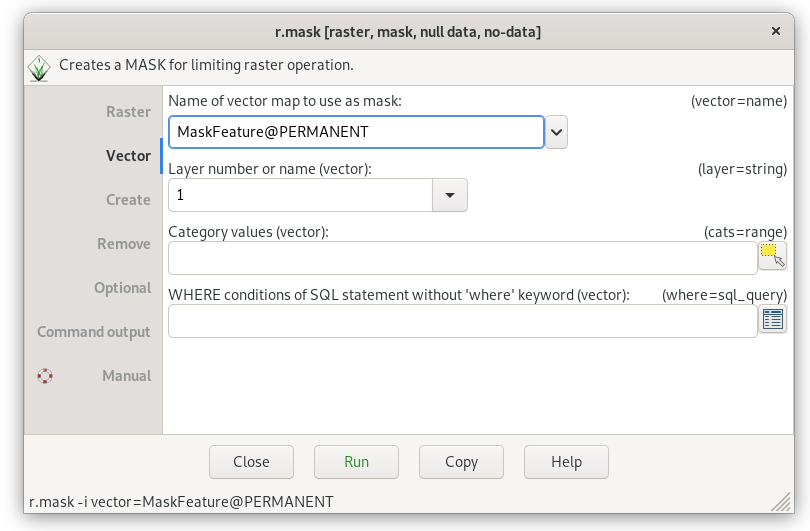 r.mask [raster, mask, null data, no-data]
Creates a MASK for limiting raster operation.
Raster
Vector
Create
Remove
Optional
Command output
Manual
Name of vector map to use as mask: (vector=name)
MaskFeature@PERMANENT
Layer number or name (vector): (layer=string)
1
Category values (vector): (cats=range)
WHERE conditions of SQL statement without 'where' keyword (vector): (where=sql_query)
Close Run Copy Help
r.mask -i vector=MaskFeature@PERMANENT